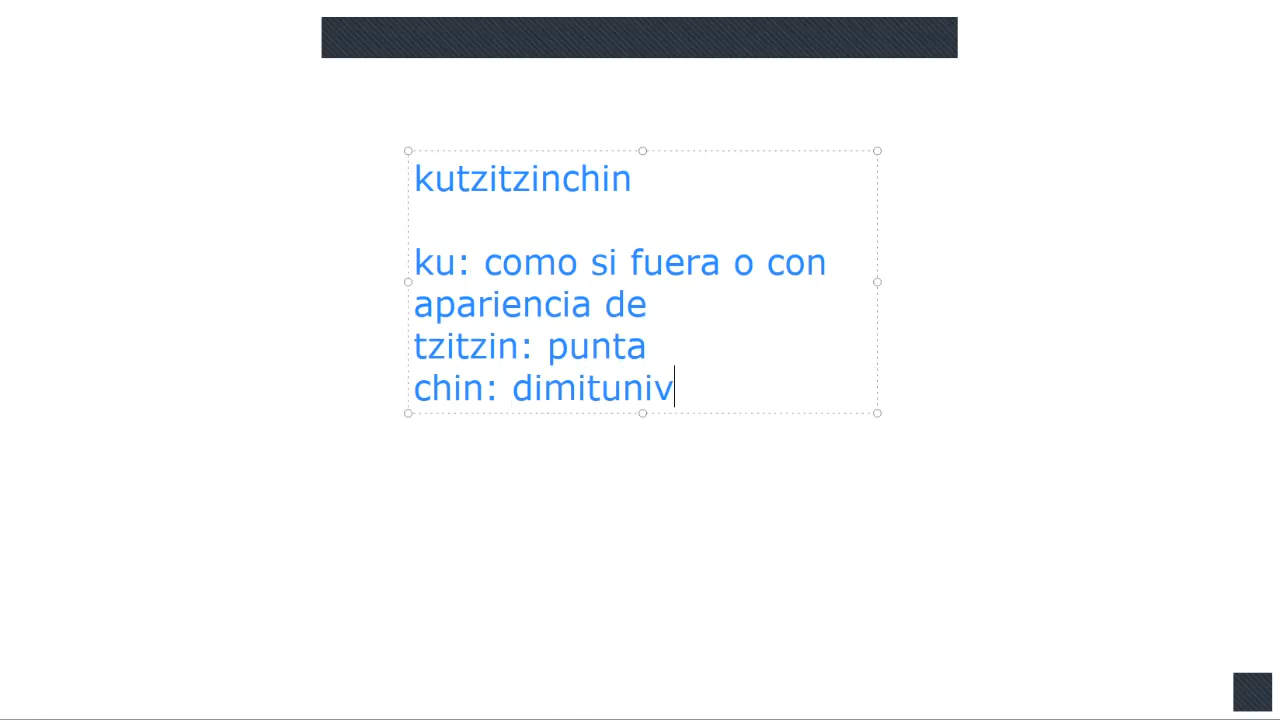 kutzitzinchin
ku: como si fuera o con
apariencia de
tzitzin: punta
chin: dimituniv